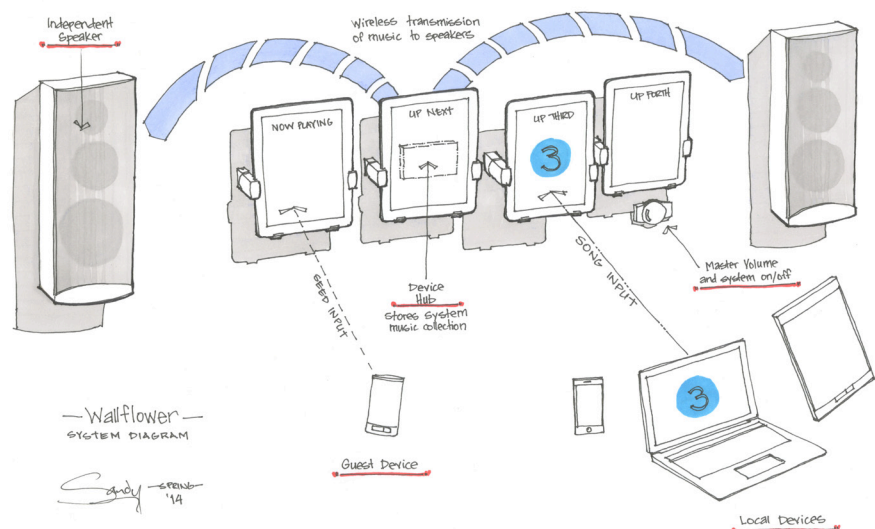 Independent
Speaker
Wireless transmission
of music to speakers
NOW PLAYING
UP NEXT
UP THIRD
3
UP FORTH
SEED INPUT
Device
Hub
stores system
music collection
SONG INPUT
Master Volume
and system on/off
3
Wallflower
SYSTEM DIAGRAM
Sandy SPRING
'14
Guest Device
Local Devices